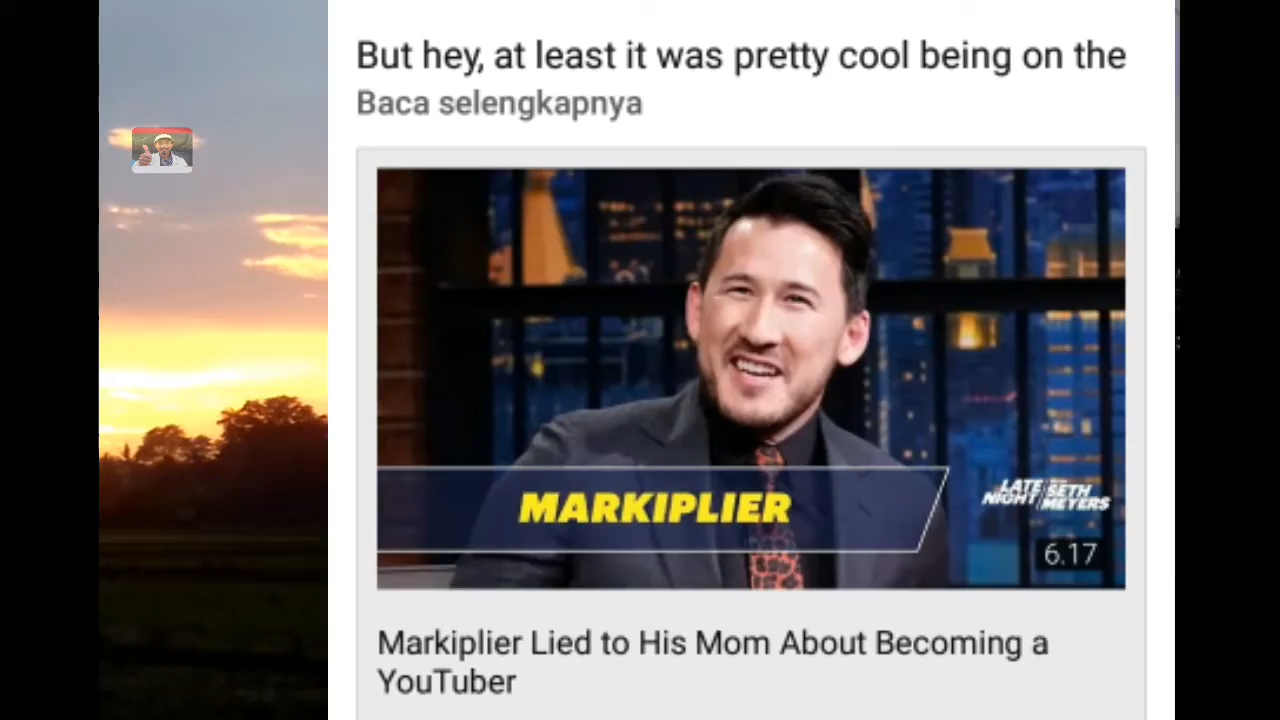 But hey, at least it was pretty cool being on the
Baca selengkapnya
MARKIPLIER
LATE NIGHT SETH MEYERS
6.17
Markiplier Lied to His Mom About Becoming a
YouTuber